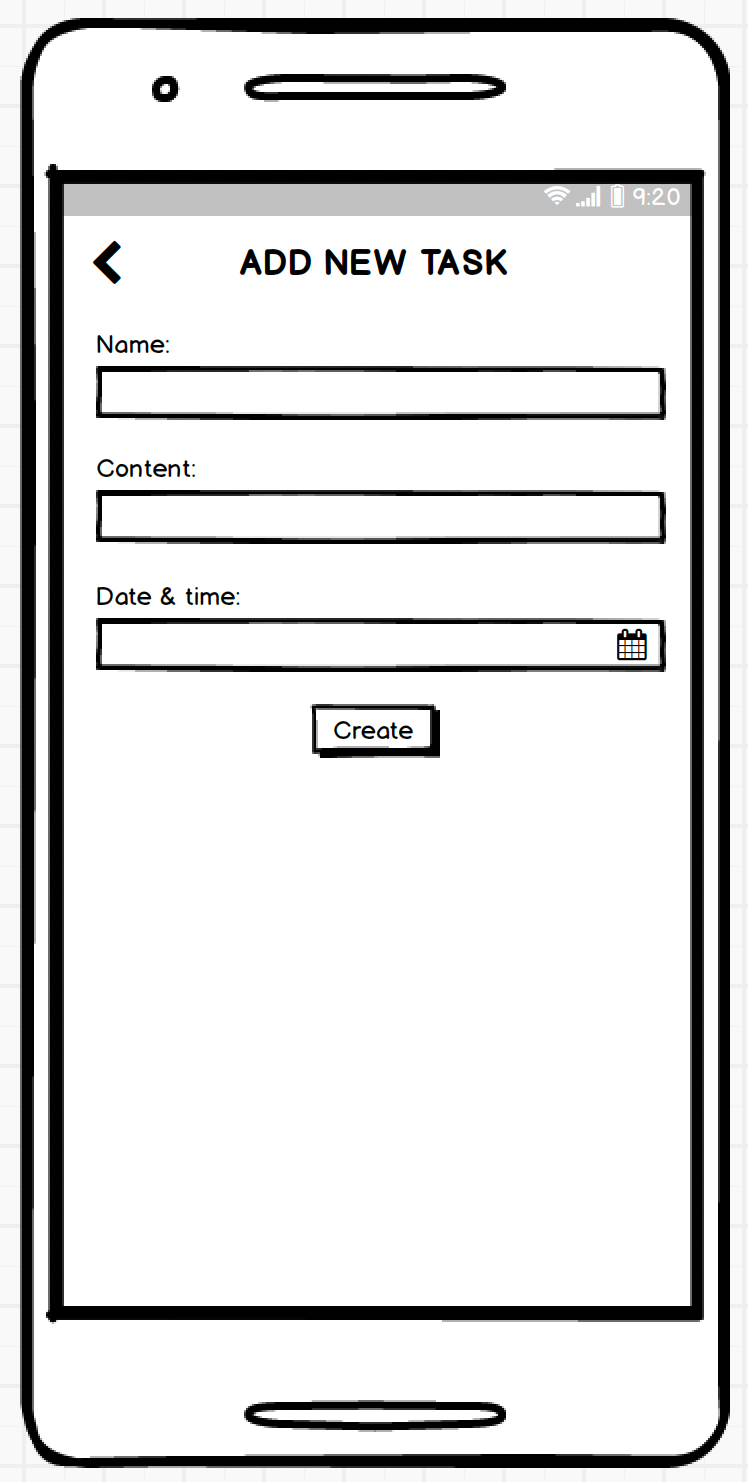 9:20
ADD NEW TASK
Name:
Content:
Date & time:
Create